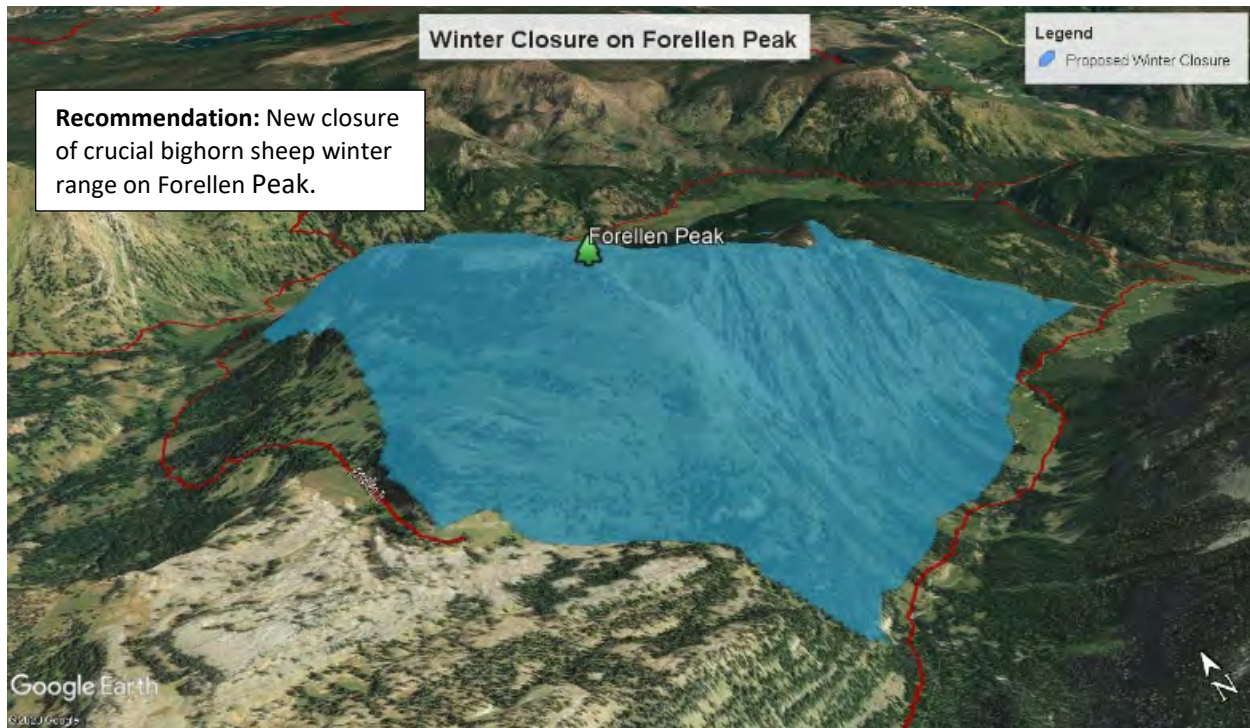 Winter Closure on Forellen Peak
Legend
Proposed Winter Closure
Recommendation: New closure
of crucial bighorn sheep winter
range on Forellen Peak.
Forellen Peak
Google Earth
N